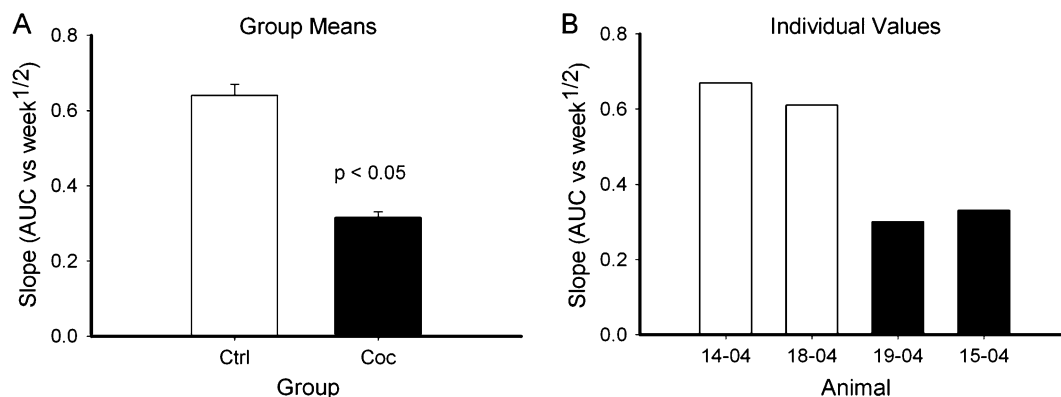 A
Group Means
Slope (AUC vs week1/2)
0.8
0.6
0.4
0.2
0.0
p < 0.05
Ctrl
Coc
Group
B
Individual Values
Slope (AUC vs week1/2)
0.8
0.6
0.4
0.2
0.0
14-04
18-04
19-04
15-04
Animal